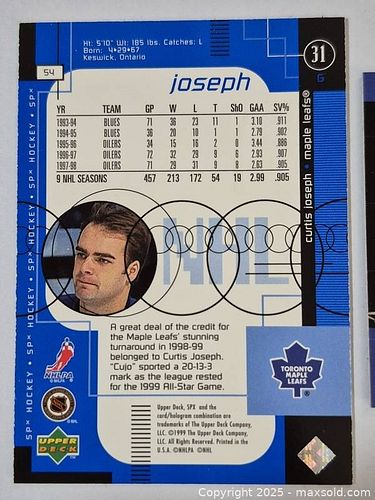 Ht: 5'10" Wt: 185 lbs. Catches: L
Born: 4•29•67
Keswick, Ontario
31
G
54
joseph
YR TEAM GP W L T ShO GAA SV%
1993-94 BLUES 71 36 23 11 1 3.10 .911
1994-95 BLUES 36 20 10 1 1 2.79 .902
1995-96 OILERS 34 15 16 2 0 3.44 .886
1996-97 OILERS 72 32 29 9 6 2.93 .907
1997-98 OILERS 71 29 31 9 8 2.63 .905
9 NHL SEASONS 457 213 172 54 19 2.99 .905
curtis joseph • maple leafs®
SPx HOCKEY • SPx HOCKEY • SPx HOCKEY • SPx HOCKEY
NHL
A great deal of the credit for
the Maple Leafs' stunning
turnaround in 1998-99
belonged to Curtis Joseph.
"Cujo" sported a 20-13-3
mark as the league rested
for the 1999 All-Star Game.
TORONTO
MAPLE
LEAFS
NHLPA
UPPER
DECK
Upper Deck, SPX and the
card/hologram combination are
trademarks of The Upper Deck Company,
LLC. ©1999 The Upper Deck Company,
LLC. All Rights Reserved. Printed in the
U.S.A. ©NHLPA ©NHL
Copyright 2025 - maxsold.com